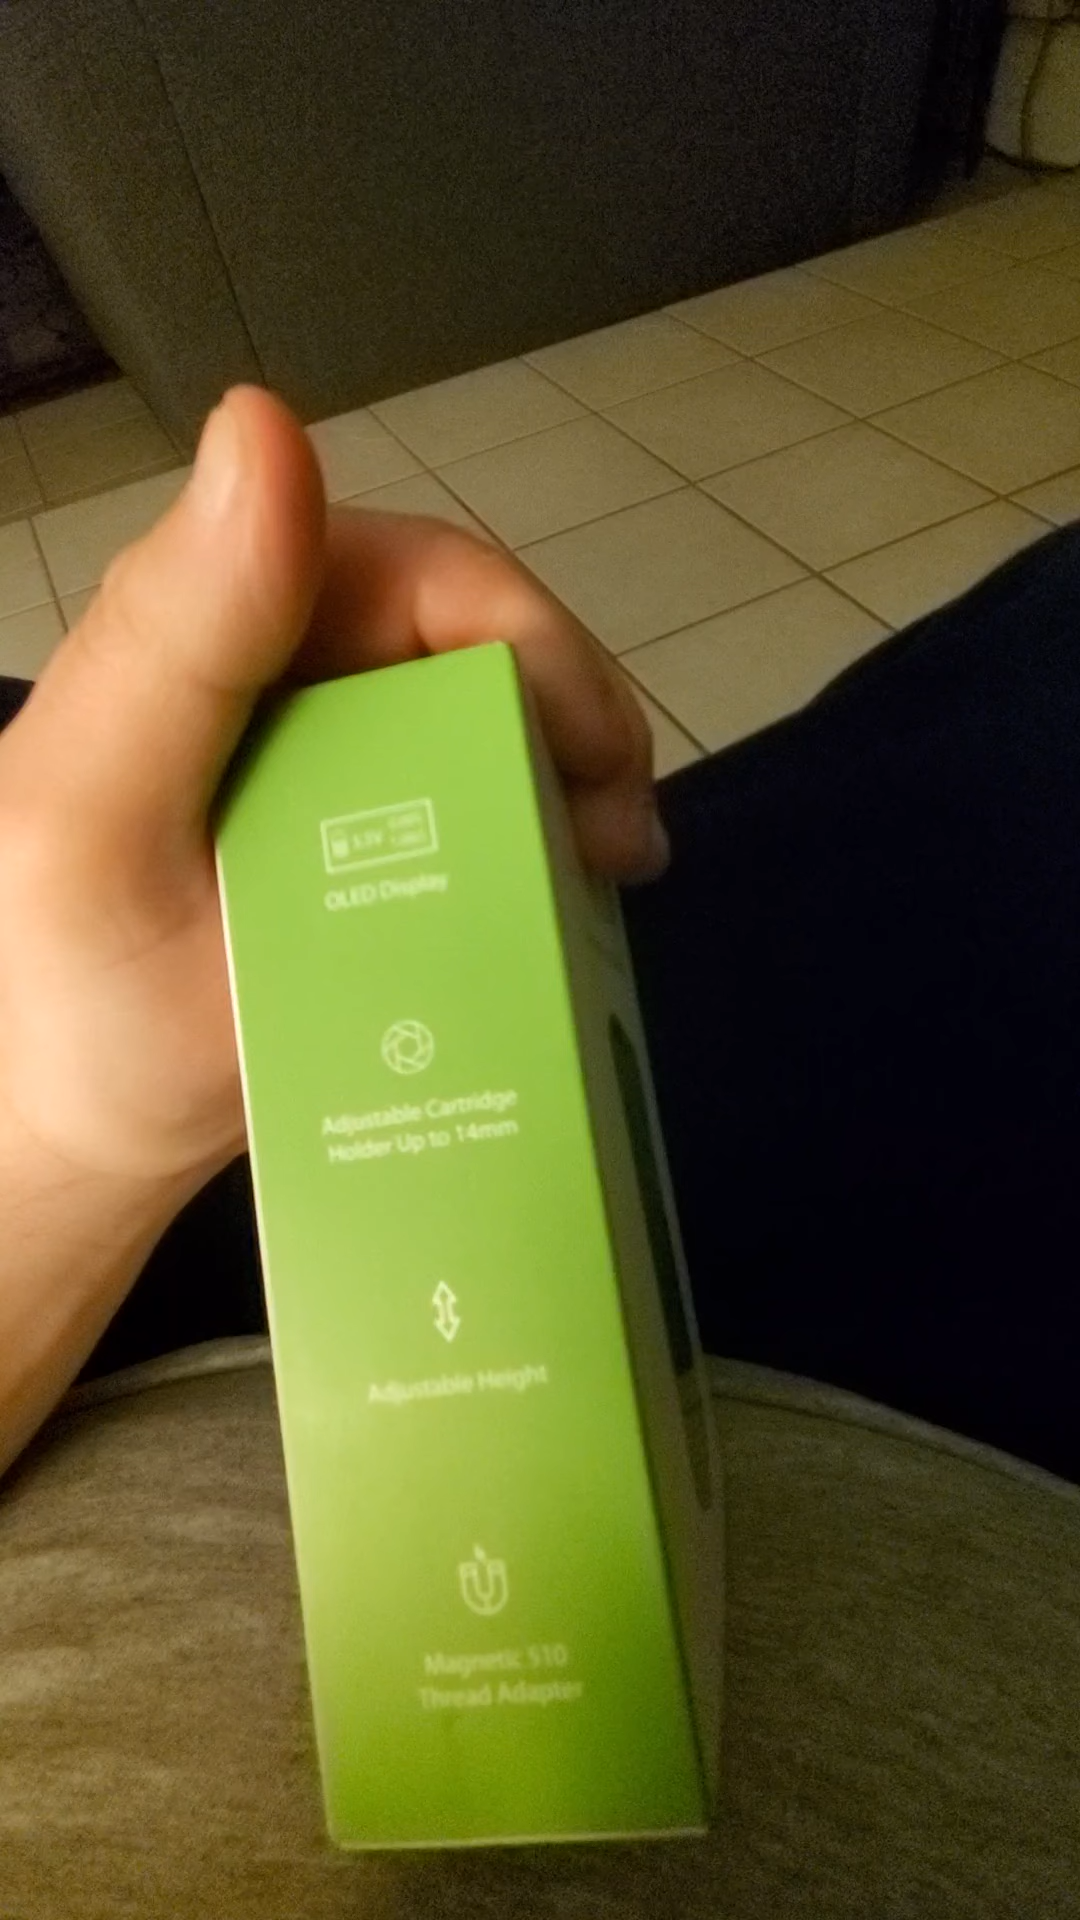 OLED Display
Adjustable Cartridge
Holder Up to 14mm
Adjustable Height
Magnetic 510
Thread Adapter